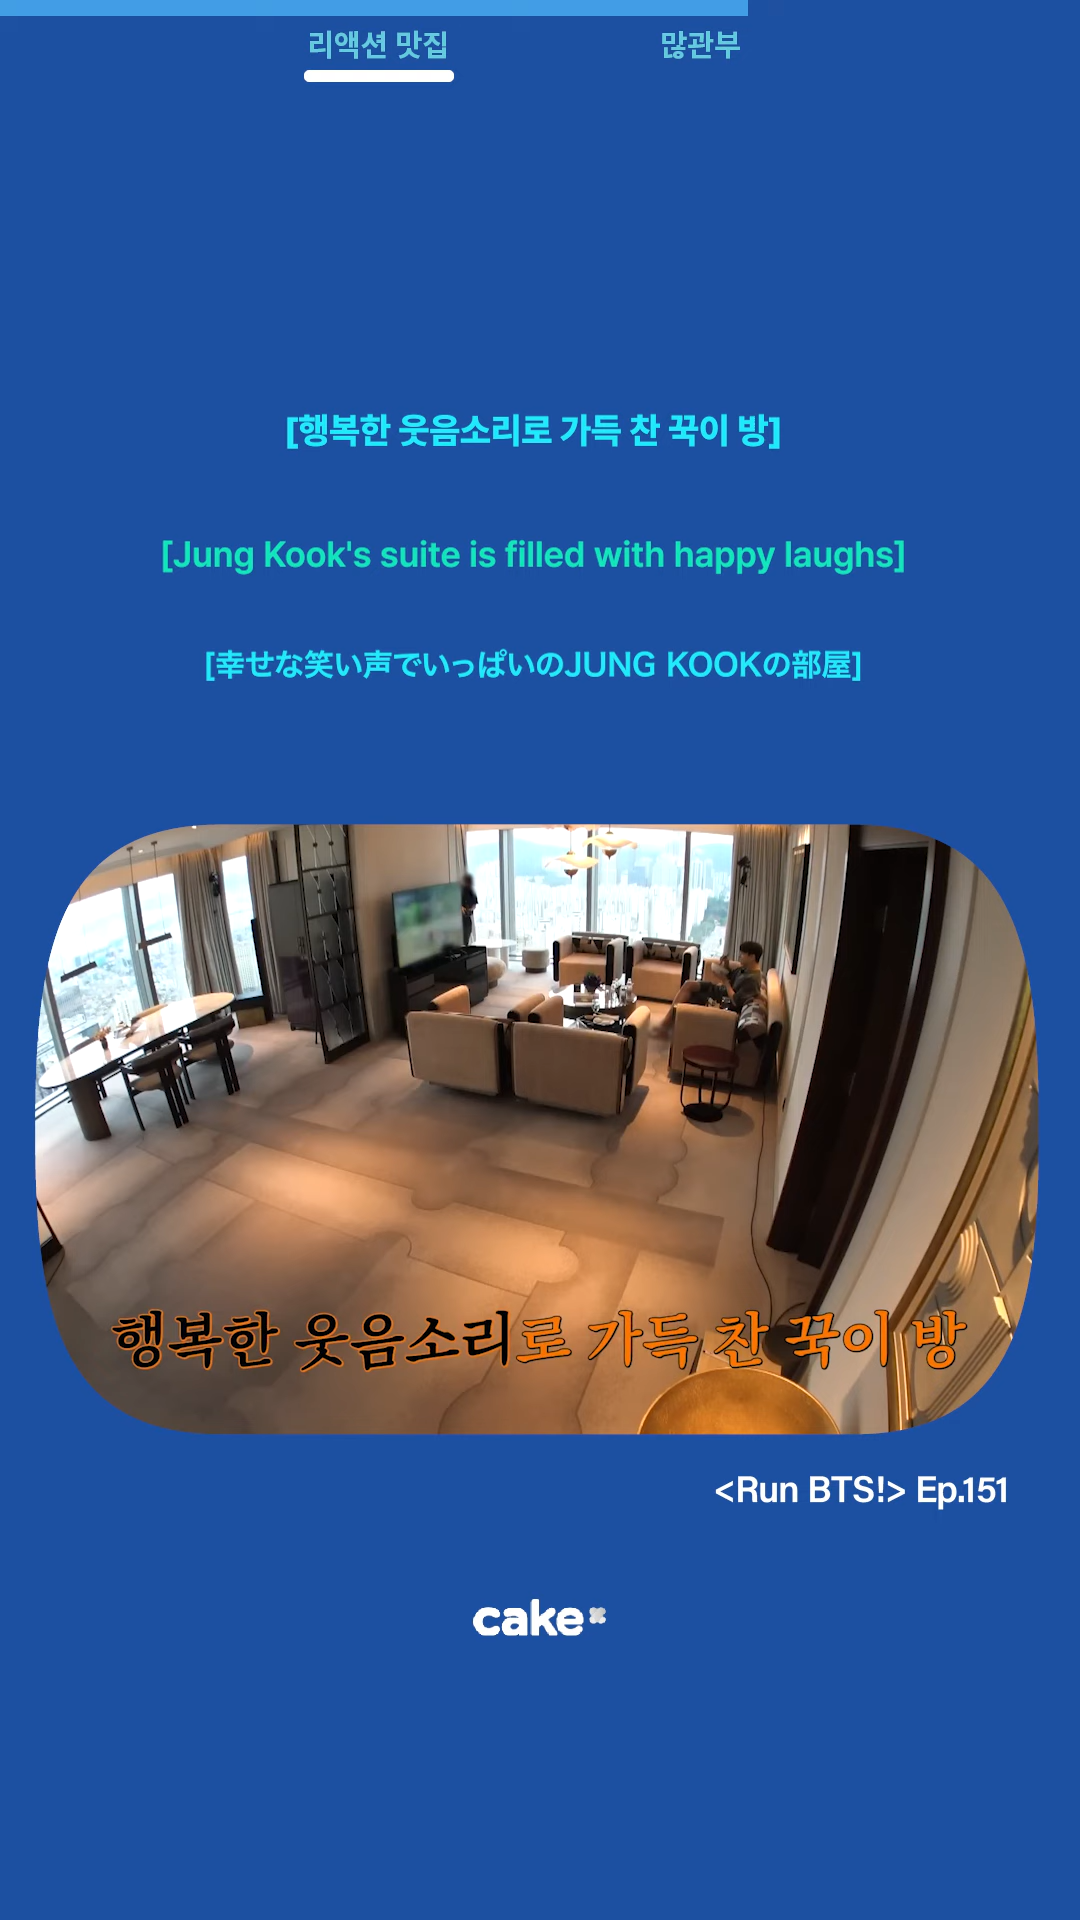 리액션 맛집 많관부
[행복한 웃음소리로 가득 찬 꾹이 방]
[Jung Kook's suite is filled with happy laughs]
[幸せな笑い声でいっぱいのJUNG KOOKの部屋]
행복한 웃음소리로 가득 찬 꾹이 방
<Run BTS!> Ep.151
cake